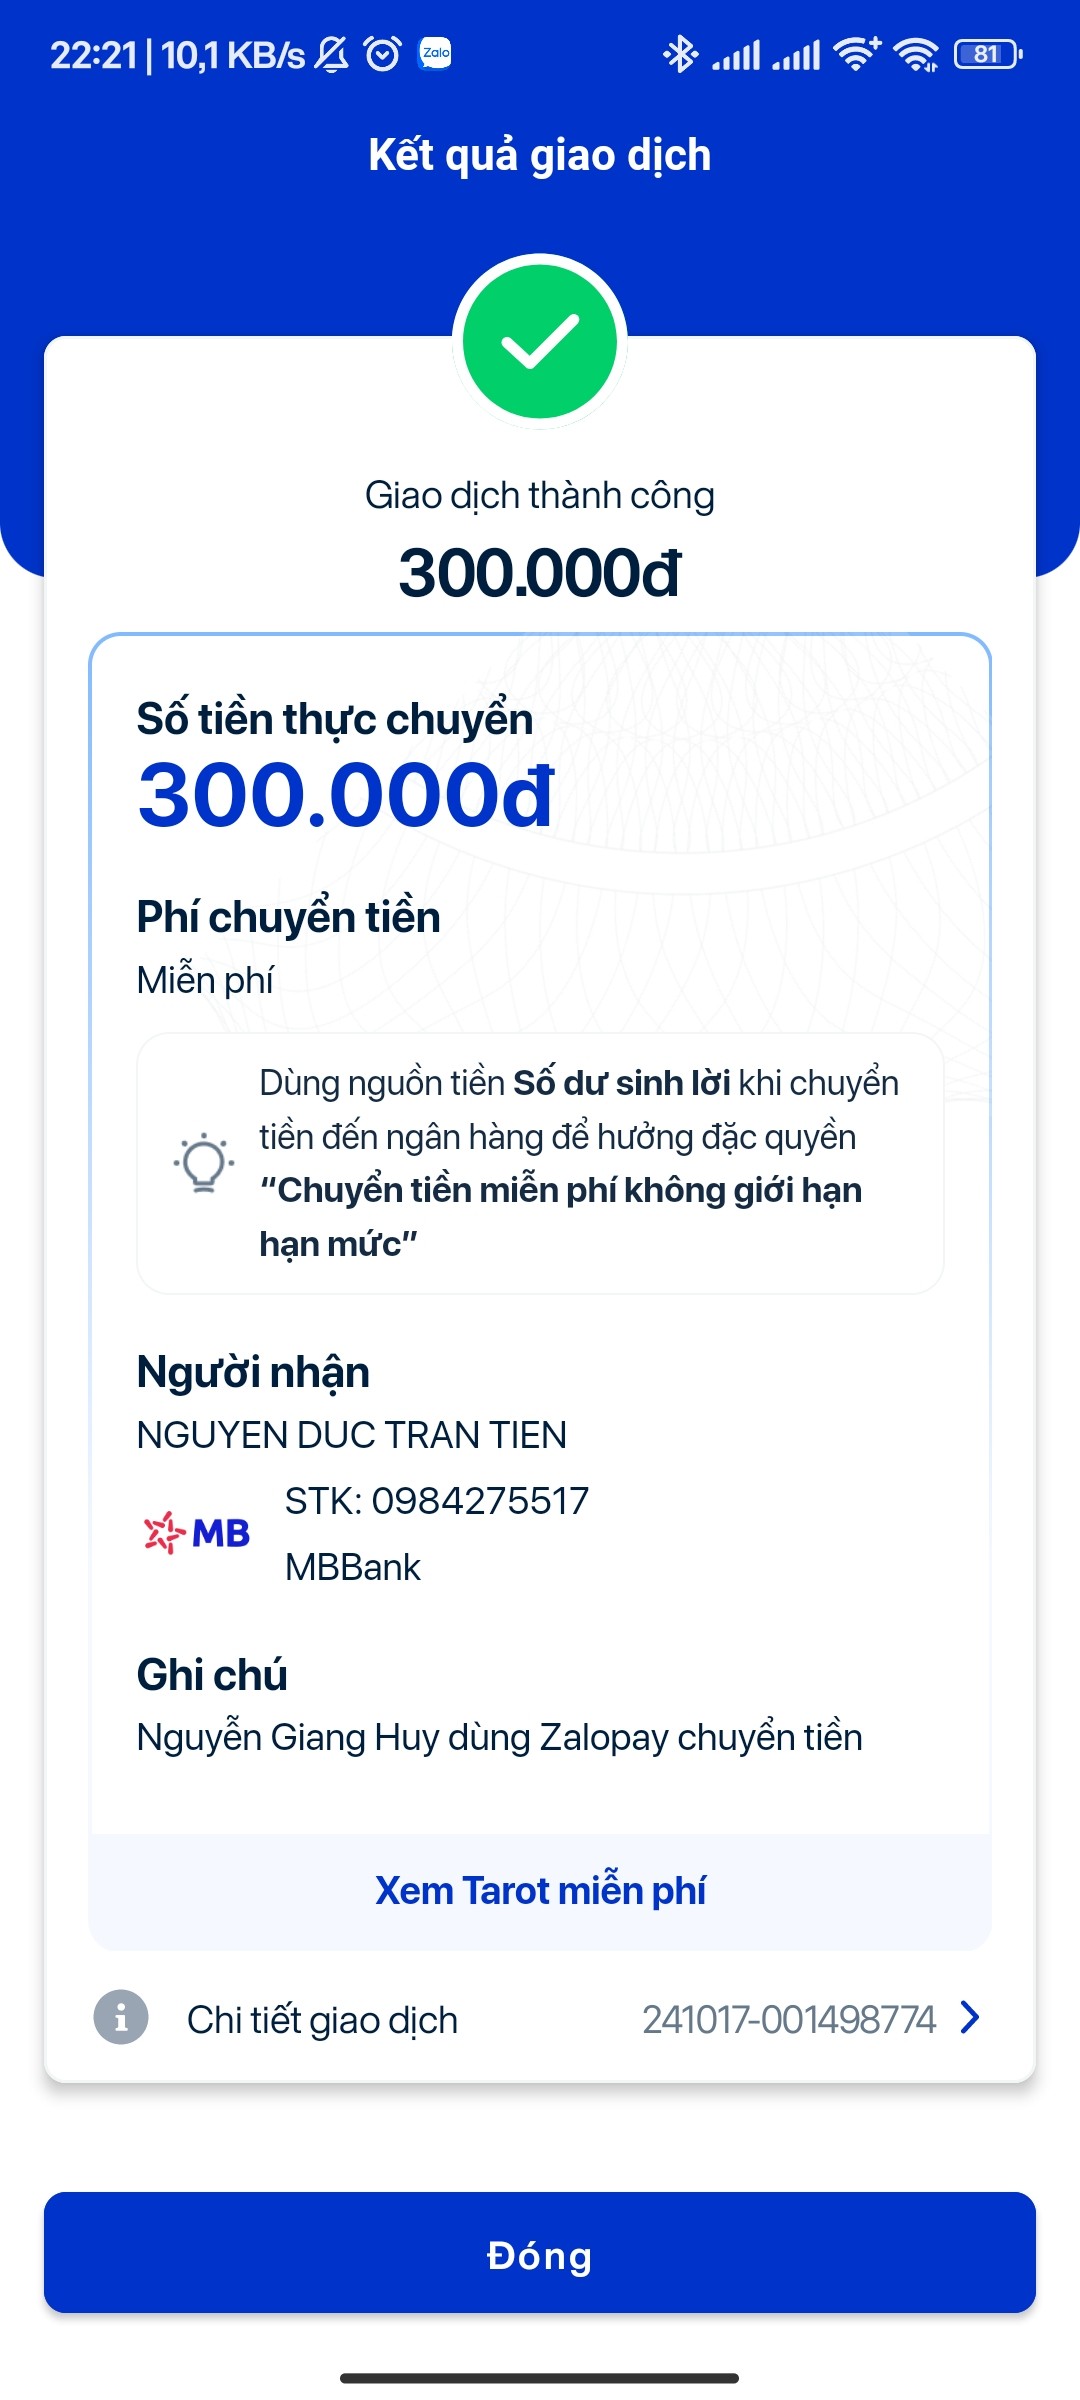 22:21 | 10,1 KB/s Zalo 81
Kết quả giao dịch
Giao dịch thành công
300.000đ
Số tiền thực chuyển
300.000đ
Phí chuyển tiền
Miễn phí
Dùng nguồn tiền Số dư sinh lời khi chuyển
tiền đến ngân hàng để hưởng đặc quyền
“Chuyển tiền miễn phí không giới hạn
hạn mức”
Người nhận
NGUYEN DUC TRAN TIEN
STK: 0984275517
MB
MBBank
Ghi chú
Nguyễn Giang Huy dùng Zalopay chuyển tiền
Xem Tarot miễn phí
Chi tiết giao dịch 241017-001498774
Đóng